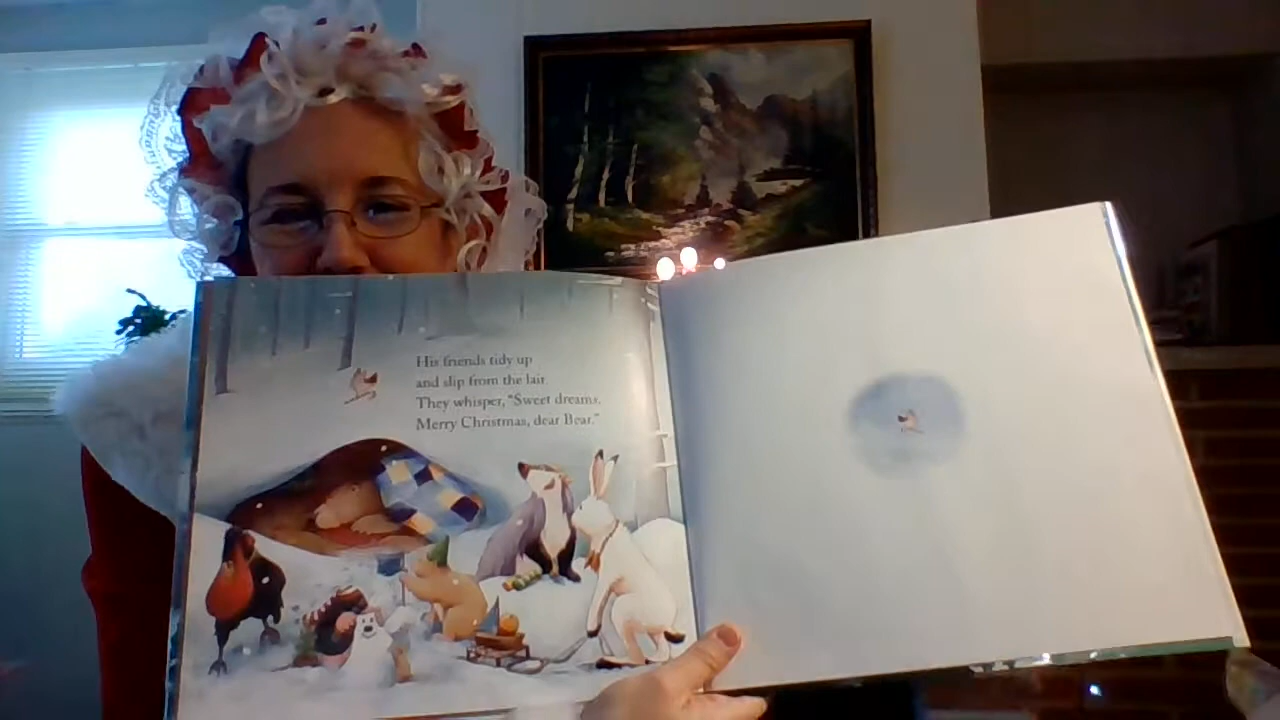 His friends tidy up
and slip from the lair.
They whisper, "Sweet dreams.
Merry Christmas, dear Bear."